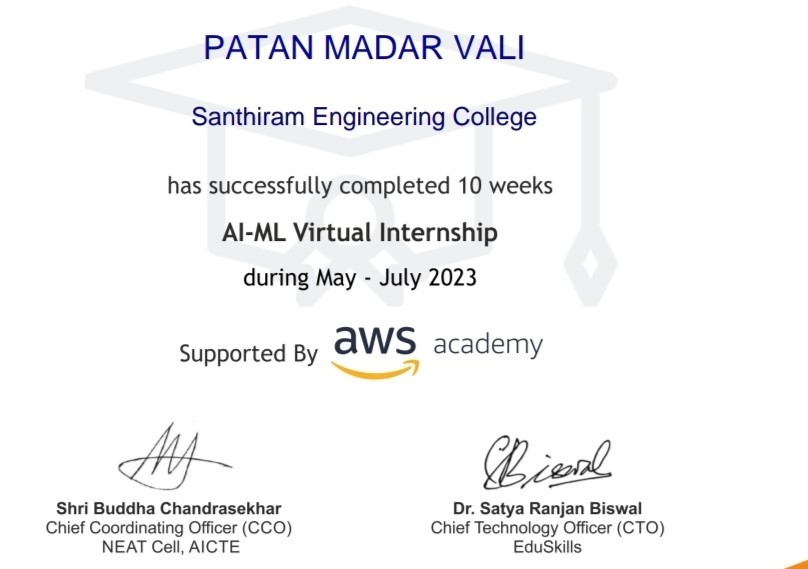 PATAN MADAR VALI
Santhiram Engineering College
has successfully completed 10 weeks
AI-ML Virtual Internship
during May - July 2023
Supported By aws academy
Biswal
Shri Buddha Chandrasekhar
Chief Coordinating Officer (CCO)
NEAT Cell, AICTE
Dr. Satya Ranjan Biswal
Chief Technology Officer (CTO)
EduSkills